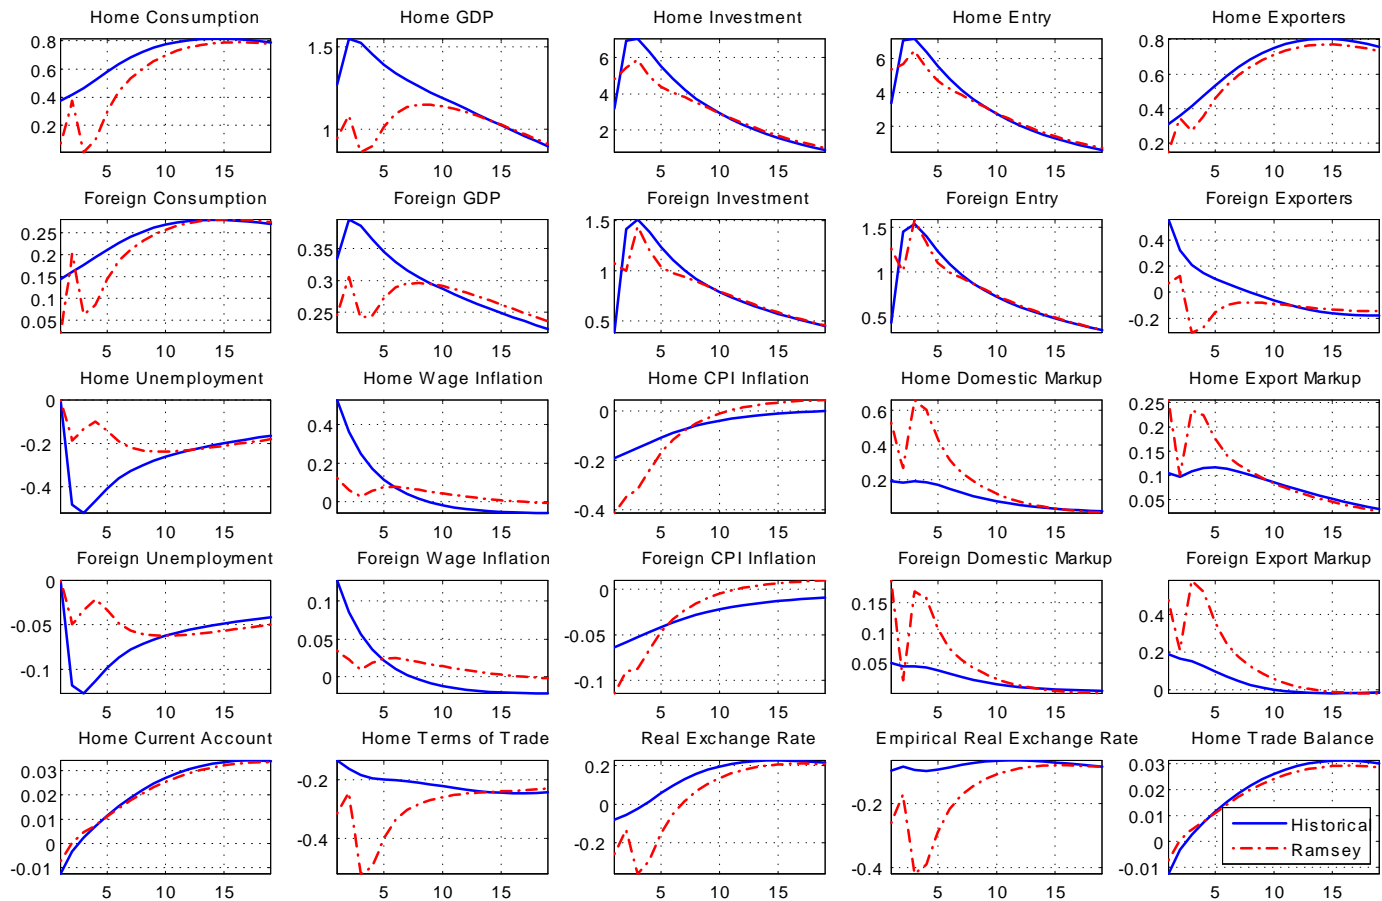 Home Consumption Home GDP Home Investment Home Entry Home Exporters
0.8 0.6 0.4 0.2 5 10 15
1.5 1 5 10 15
6 4 2 5 10 15
6 4 2 5 10 15
0.8 0.6 0.4 0.2 5 10 15
Foreign Consumption Foreign GDP Foreign Investment Foreign Entry Foreign Exporters
0.25 0.2 0.15 0.1 0.05 5 10 15
0.35 0.3 0.25 5 10 15
1.5 1 0.5 5 10 15
1.5 1 0.5 5 10 15
0.4 0.2 0 -0.2 5 10 15
Home Unemployment Home Wage Inflation Home CPI Inflation Home Domestic Markup Home Export Markup
0 -0.2 -0.4 5 10 15
0.4 0.2 0 5 10 15
0 -0.2 -0.4 5 10 15
0.6 0.4 0.2 5 10 15
0.25 0.2 0.15 0.1 0.05 5 10 15
Foreign Unemployment Foreign Wage Inflation Foreign CPI Inflation Foreign Domestic Markup Foreign Export Markup
0 -0.05 -0.1 5 10 15
0.1 0.05 0 5 10 15
0 -0.05 -0.1 5 10 15
0.15 0.1 0.05 5 10 15
0.4 0.2 0 5 10 15
Home Current Account Home Terms of Trade Real Exchange Rate Empirical Real Exchange Rate Home Trade Balance
0.03 0.02 0.01 0 -0.01 5 10 15
-0.2 -0.4 5 10 15
0.2 0 -0.2 5 10 15
-0.2 -0.4 5 10 15
0.03 0.02 0.01 0 -0.01 5 10 15
Historical
Ramsey